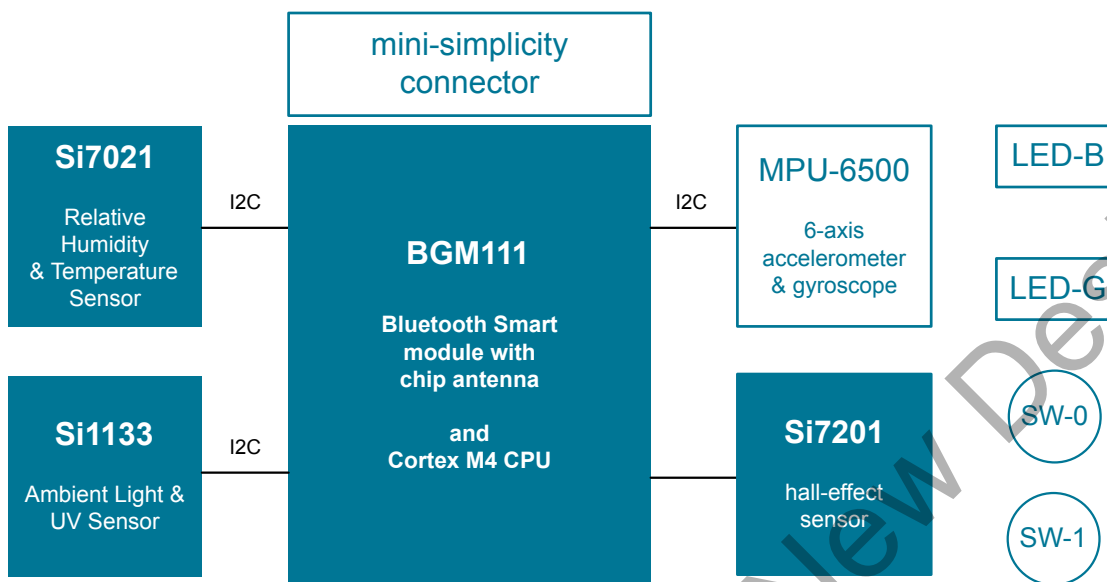 mini-simplicity
connector
Si7021
Relative
Humidity
& Temperature
Sensor
I2C
BGM111
Bluetooth Smart
module with
chip antenna
and
Cortex M4 CPU
I2C
MPU-6500
6-axis
accelerometer
& gyroscope
LED-B
LED-G
Si1133
Ambient Light &
UV Sensor
I2C
Si7201
hall-effect
sensor
SW-0
SW-1
New